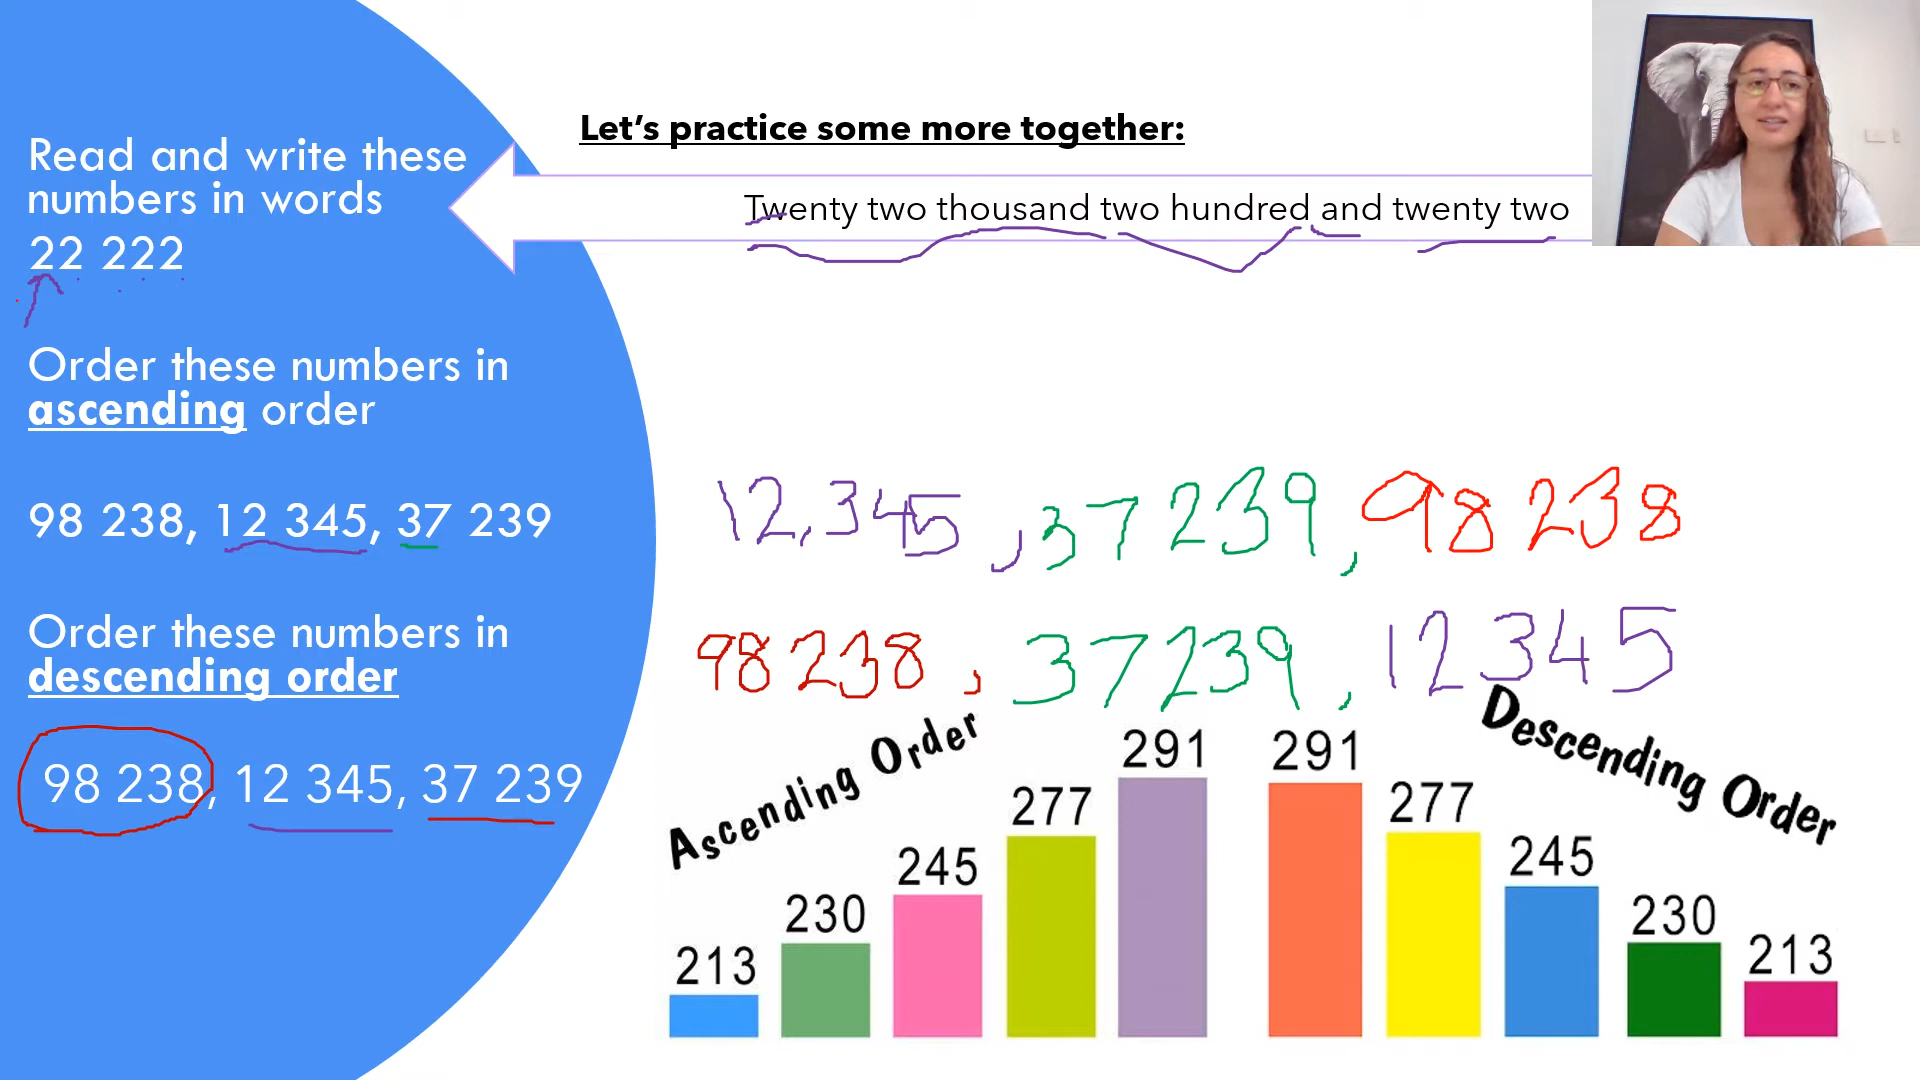 Let’s practice some more together:
Read and write these
numbers in words
22 222
Twenty two thousand two hundred and twenty two
Order these numbers in
ascending order
98 238, 12 345, 37 239
12,345, 37 239, 98 238
Order these numbers in
descending order
98 238, 37 239, 12 345
98 238, 12 345, 37 239
Ascending Order
213
230
245
277
291
Descending Order
291
277
245
230
213